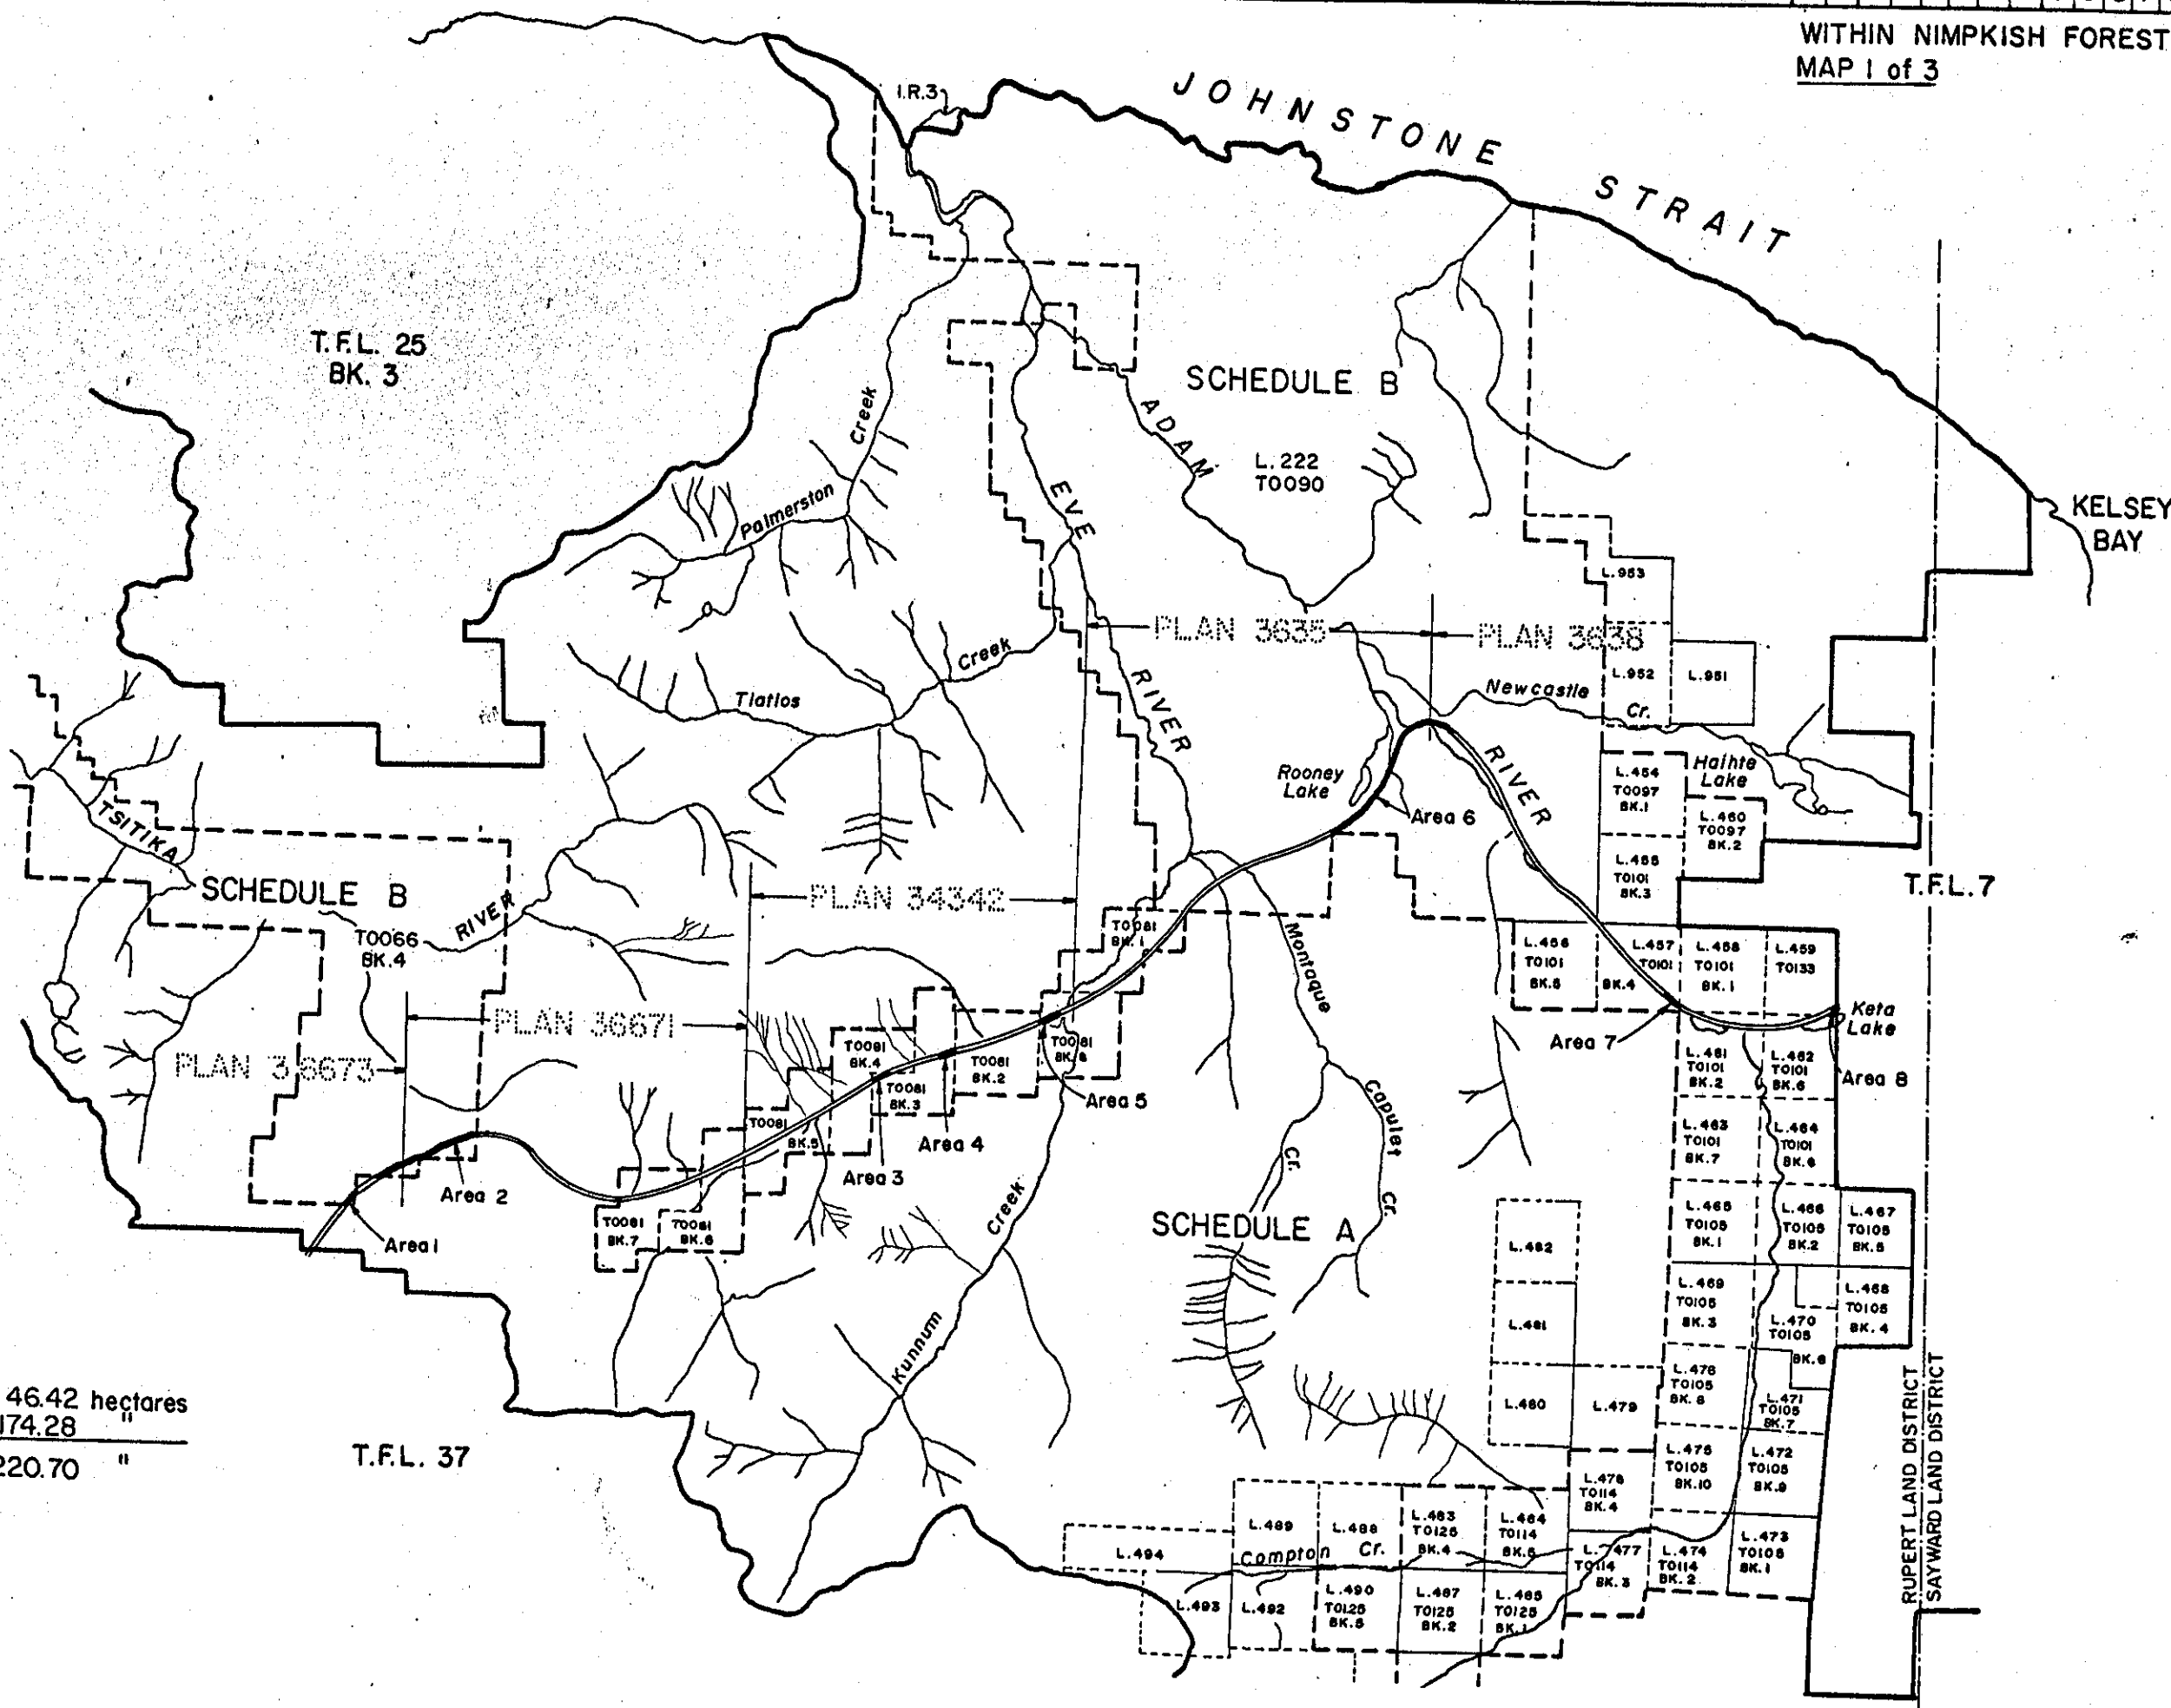 WITHIN NIMPKISH FOREST
MAP 1 of 3
JOHNSTONE STRAIT
I.R.3
T.F.L. 25
BK. 3
SCHEDULE B
ADAM
L. 222
T0090
Creek
Palmerston
EVE
KELSEY
BAY
L.953
PLAN 3635
PLAN 3638
Creek
Tlatlos
RIVER
L.952
L.951
Newcastle
Cr.
RIVER
Rooney
Lake
Area 6
L.454
T0097
BK.1
Haihte
Lake
L.460
T0097
BK.2
L.455
T0101
BK.3
T.F.L. 7
TSITIKA
SCHEDULE B
RIVER
T0066
BK.4
PLAN 34342
T0081
BK.1
Montaque
L.456
T0101
BK.5
L.457
T0101
BK.4
L.458
T0101
BK.1
L.459
T0133
Keta
Lake
PLAN 36671
PLAN 36673
T0081
BK.4
T0081
BK.3
T0081
BK.2
T0081
BK.8
Area 7
L.461
T0101
BK.2
L.462
T0101
BK.6
Area 8
Area 5
Area 4
Area 3
T0081
BK.5
Area 2
Area 1
Capulet
Cr.
Cr.
L.463
T0101
BK.7
L.464
T0101
BK.8
T0081
BK.7
T0081
BK.6
Creek
Kunnum
SCHEDULE A
L.465
T0105
BK.1
L.466
T0105
BK.2
L.467
T0105
BK.5
L.482
L.481
L.469
T0105
BK.3
L.470
T0105
BK.6
L.468
T0105
BK.4
L.480
L.479
L.476
T0105
BK.8
L.471
T0105
BK.7
46.42 hectares
174.28 "
220.70 "
T.F.L. 37
L.478
T0114
BK.4
L.475
T0105
BK.10
L.472
T0105
BK.9
RUPERT LAND DISTRICT
SAYWARD LAND DISTRICT
L.494
L.489
L.488
L.483
T0125
BK.4
L.484
T0114
BK.5
Compton Cr.
L.477
T0114
BK.3
L.474
T0114
BK.2
L.473
T0105
BK.1
L.493
L.492
L.490
T0125
BK.5
L.487
T0125
BK.2
L.485
T0125
BK.1